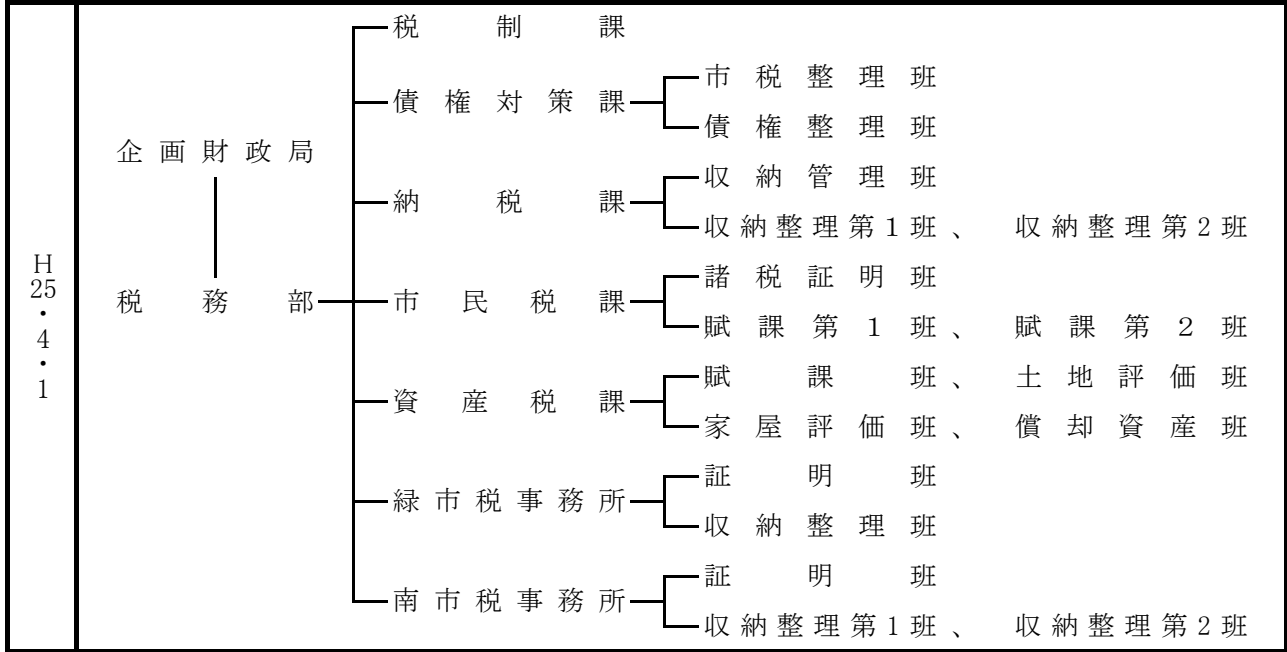 H25・4・1
企画財政局
税務部
税制課
債権対策課
市税整理班
債権整理班
納税課
収納管理班
収納整理第1班、 収納整理第2班
市民税課
諸税証明班
賦課第1班、 賦課第2班
資産税課
賦課班、 土地評価班
家屋評価班、 償却資産班
緑市税事務所
証明班
収納整理班
南市税事務所
証明班
収納整理第1班、 収納整理第2班